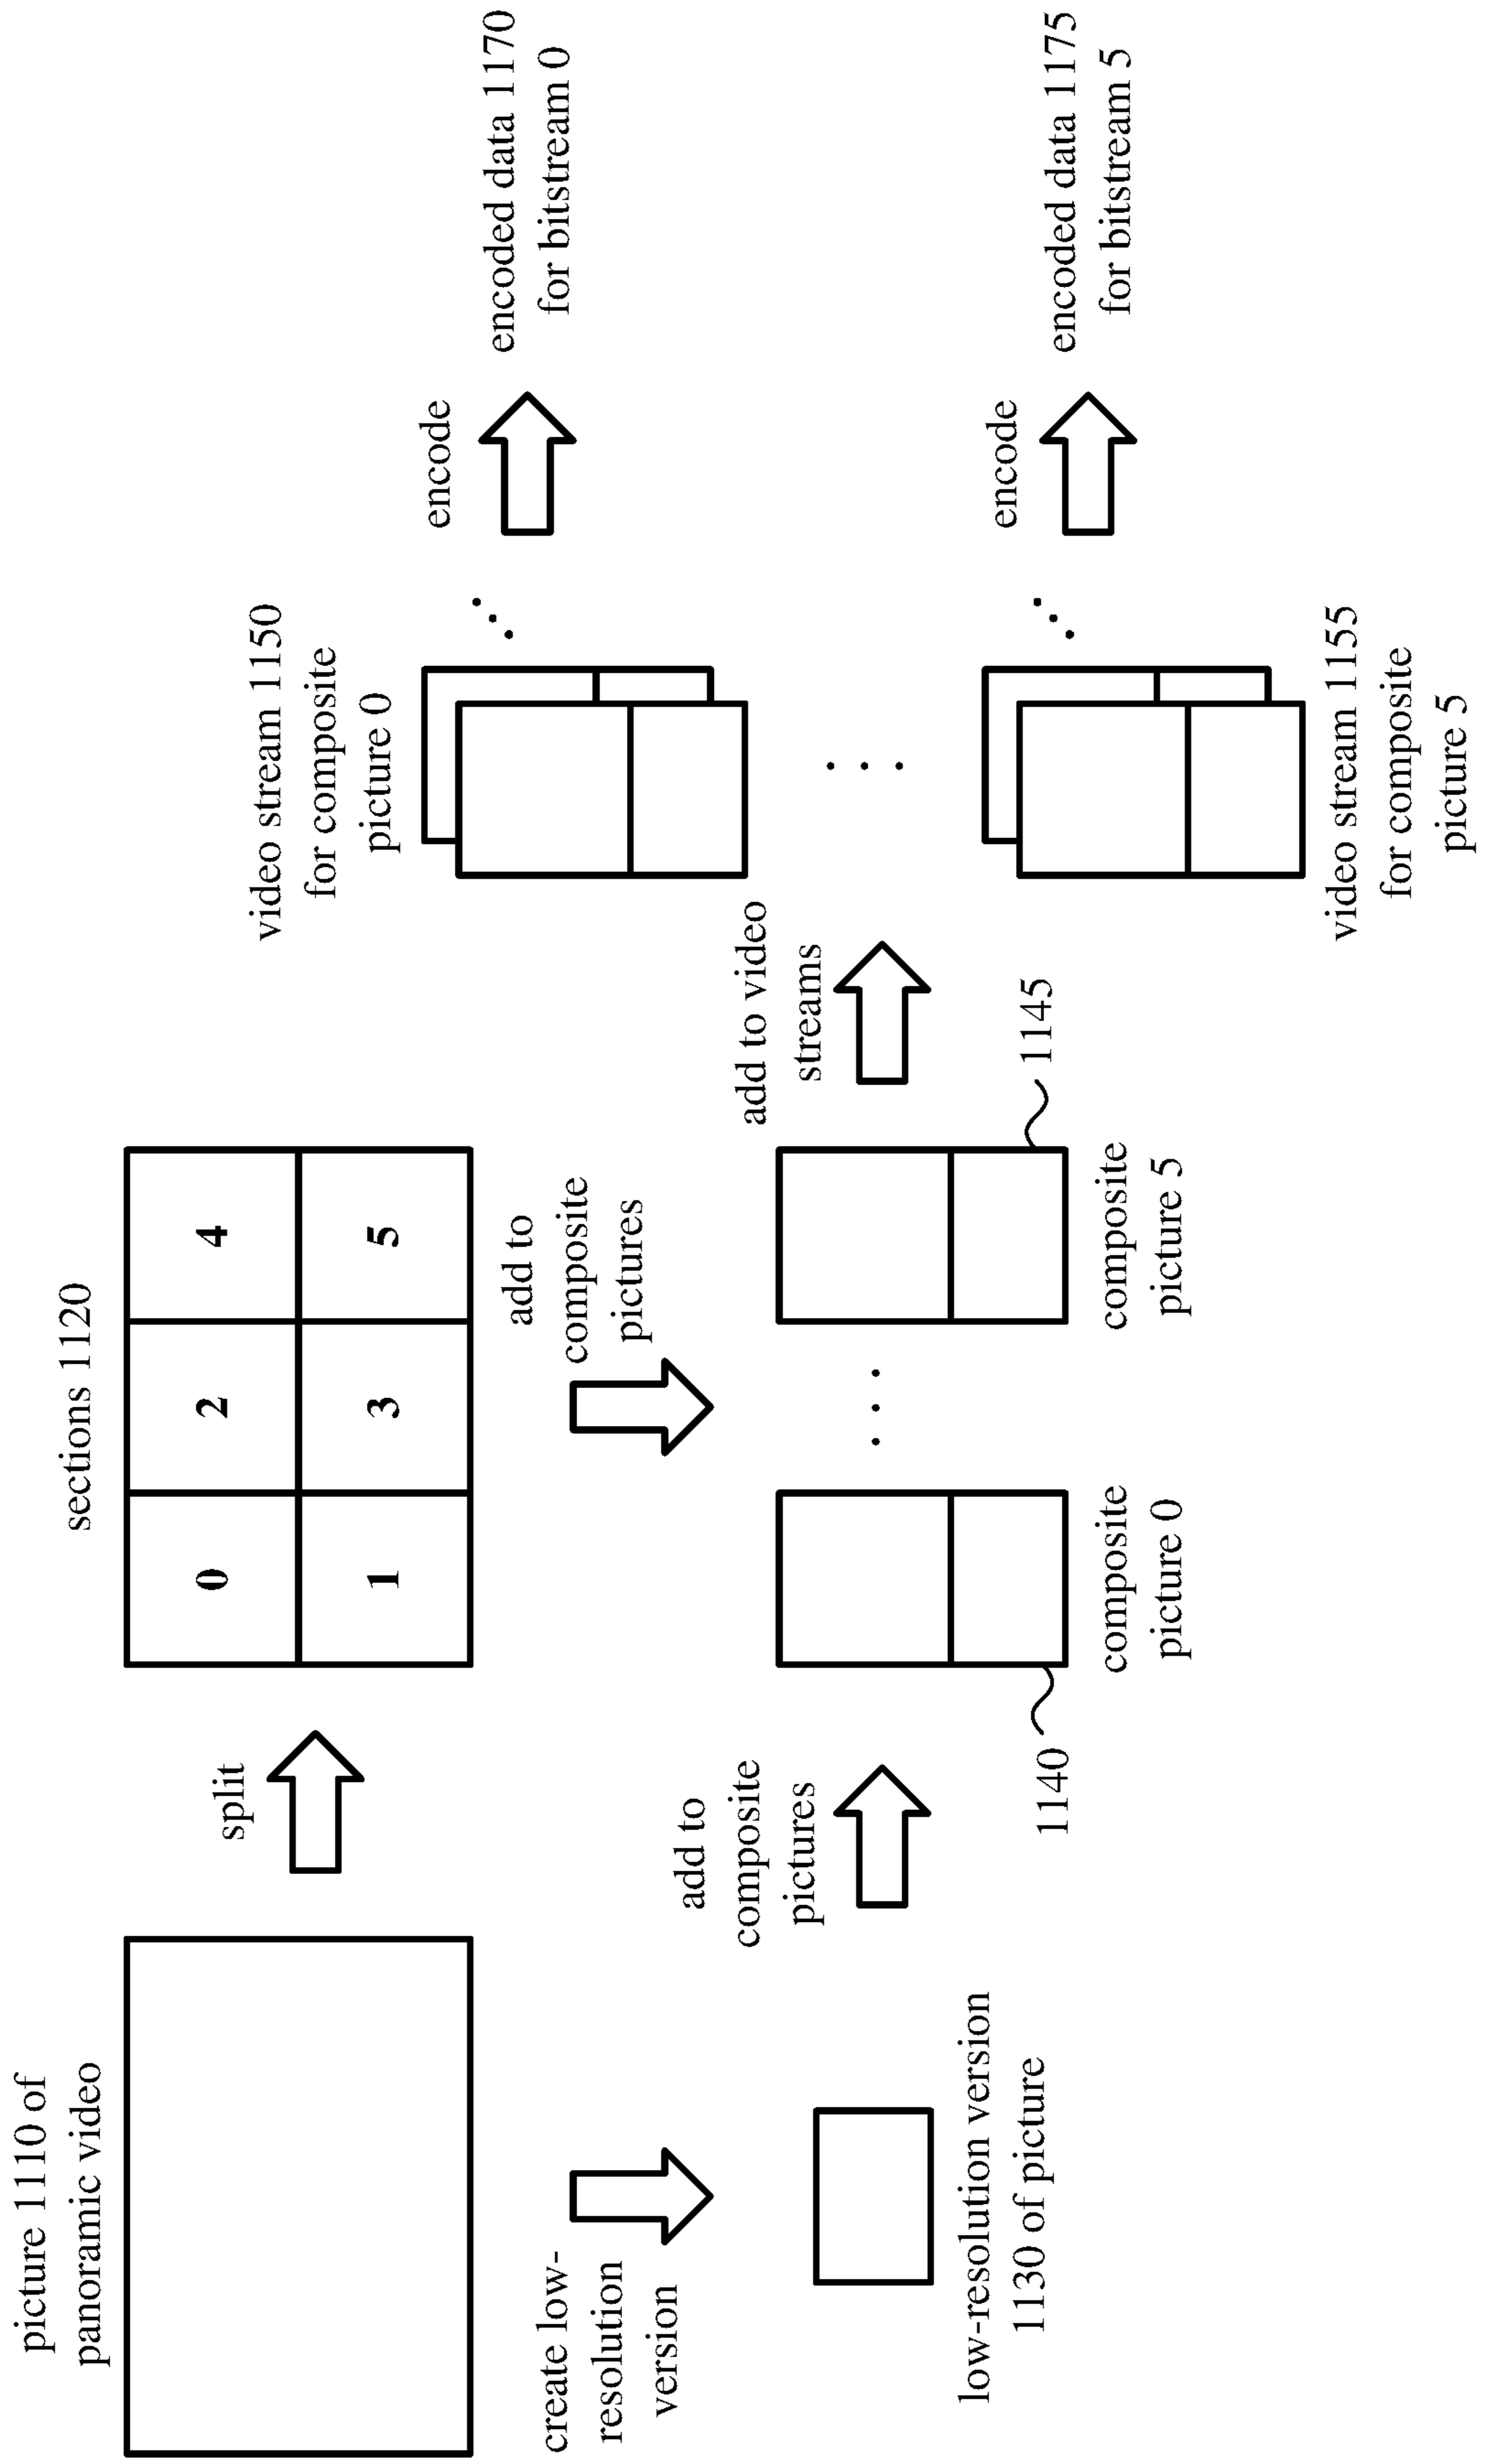 picture 1110 of
panoramic video
split
sections 1120
0
2
4
1
3
5
create low-
resolution
version
add to
composite
pictures
low-resolution version
1130 of picture
add to
composite
pictures
1140
composite
picture 0
1145
composite
picture 5
add to video
streams
video stream 1150
for composite
picture 0
encode
encoded data 1170
for bitstream 0
video stream 1155
for composite
picture 5
encode
encoded data 1175
for bitstream 5